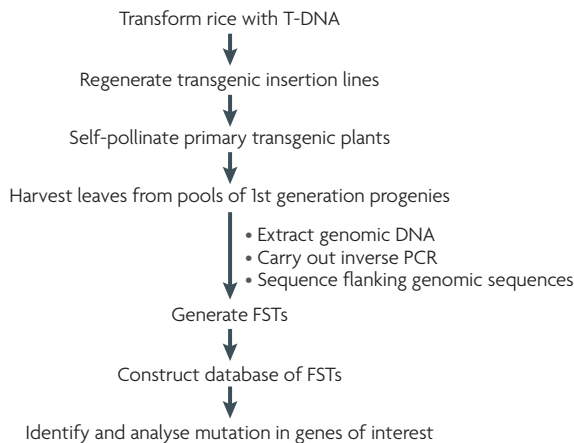 Transform rice with T-DNA
Regenerate transgenic insertion lines
Self-pollinate primary transgenic plants
Harvest leaves from pools of 1st generation progenies
• Extract genomic DNA
• Carry out inverse PCR
• Sequence flanking genomic sequences
Generate FSTs
Construct database of FSTs
Identify and analyse mutation in genes of interest